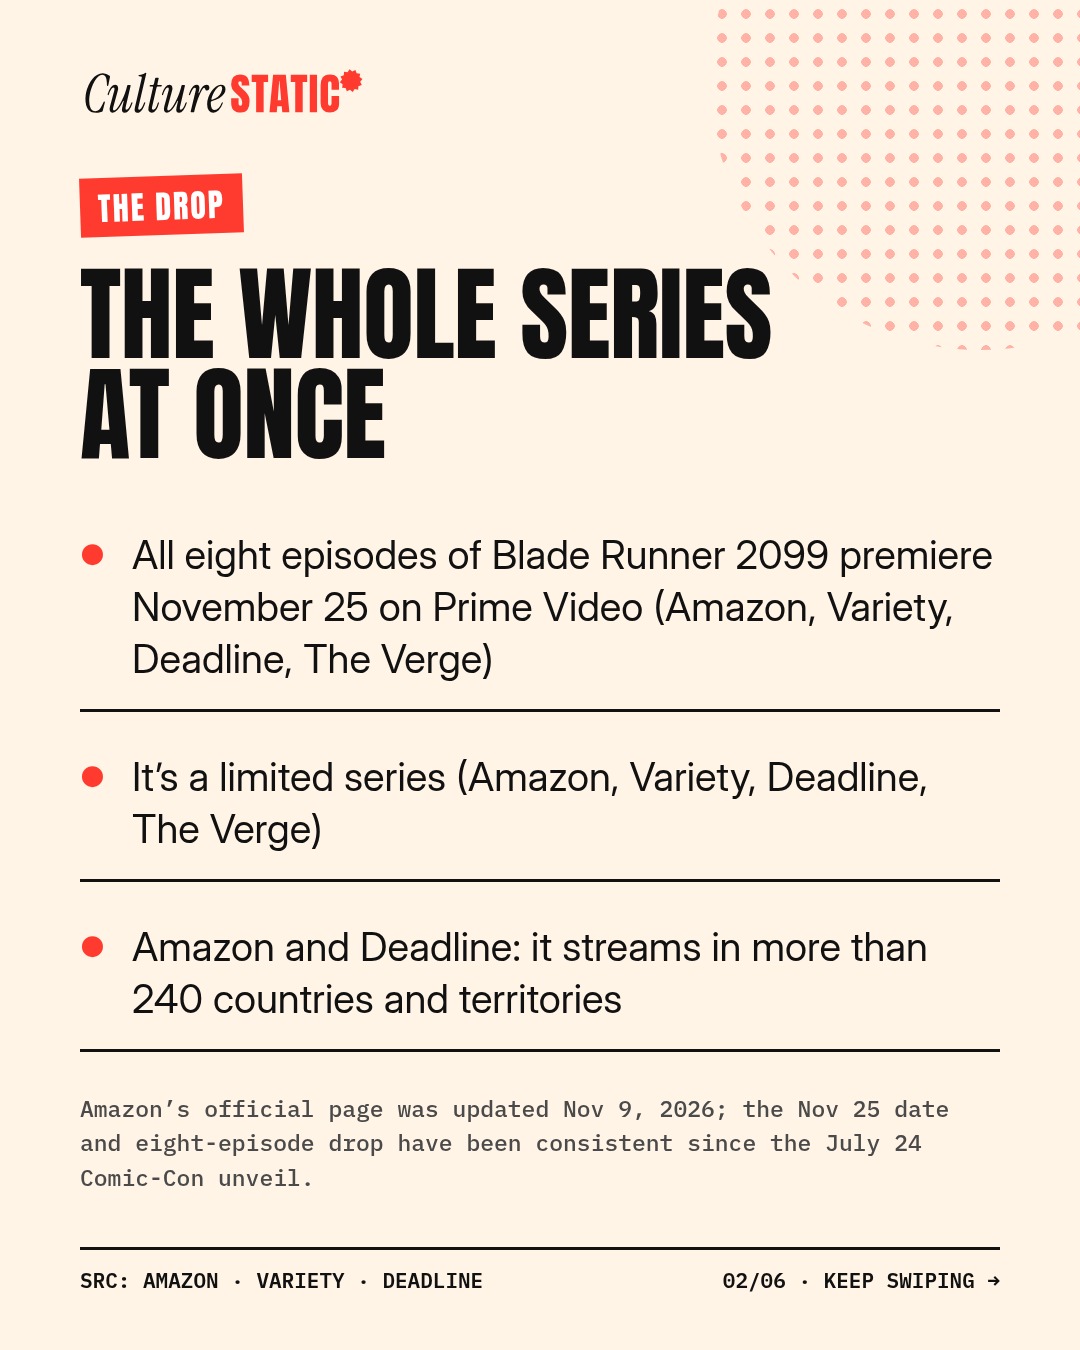 Culture STATIC
THE DROP
THE WHOLE SERIES
AT ONCE
All eight episodes of Blade Runner 2099 premiere
November 25 on Prime Video (Amazon, Variety,
Deadline, The Verge)
It’s a limited series (Amazon, Variety, Deadline,
The Verge)
Amazon and Deadline: it streams in more than
240 countries and territories
Amazon’s official page was updated Nov 9, 2026; the Nov 25 date
and eight-episode drop have been consistent since the July 24
Comic-Con unveil.
SRC: AMAZON · VARIETY · DEADLINE
02/06 · KEEP SWIPING →